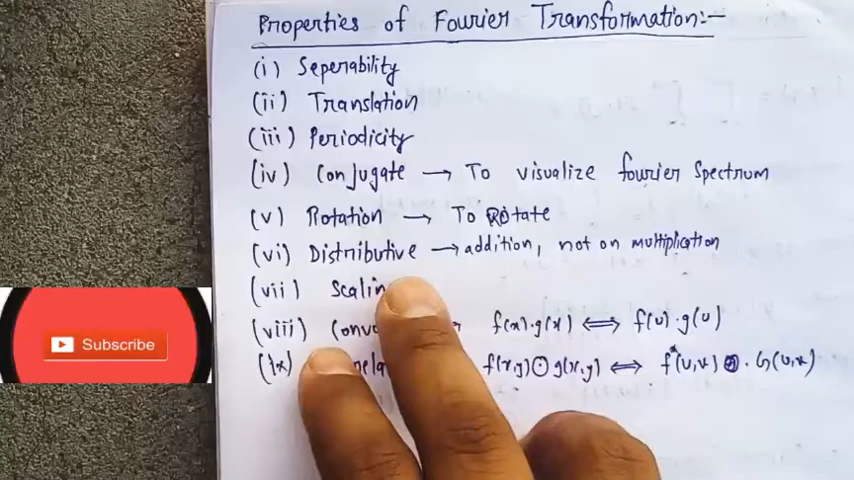 Properties of Fourier Transformation:-
(i) Seperability
(ii) Translation
(iii) Periodicity
(iv) Conjugate → To visualize fourier Spectrum
(v) Rotation → To Rotate
(vi) Distributive → addition, not on multiplication
(vii) Scalin
(viii) Conv f(x).g(x) ⟺ f(u).g(u)
(ix) f(x,y)⊙g(x,y) ⟺ f*(u,v) . G(u,v)
Subscribe